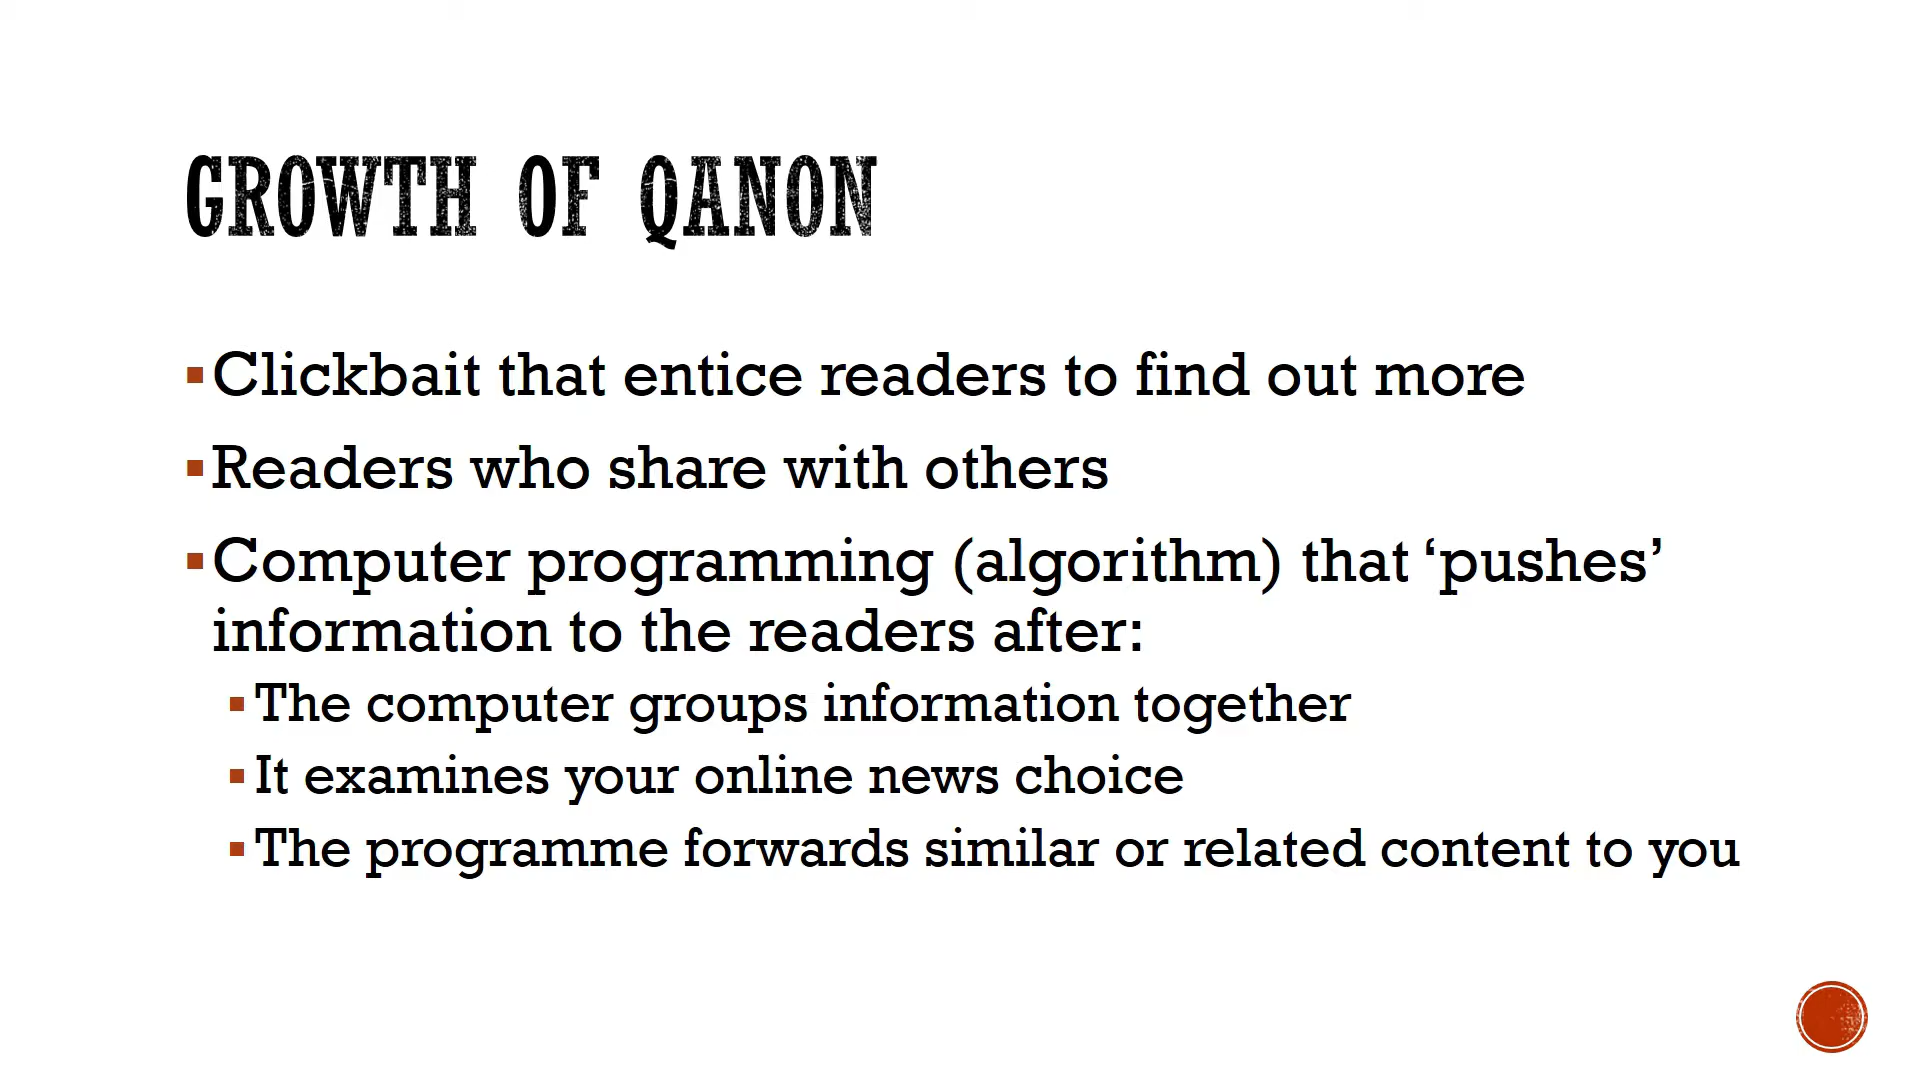 GROWTH OF QANON
▪Clickbait that entice readers to find out more
▪Readers who share with others
▪Computer programming (algorithm) that ‘pushes’
information to the readers after:
▪The computer groups information together
▪It examines your online news choice
▪The programme forwards similar or related content to you